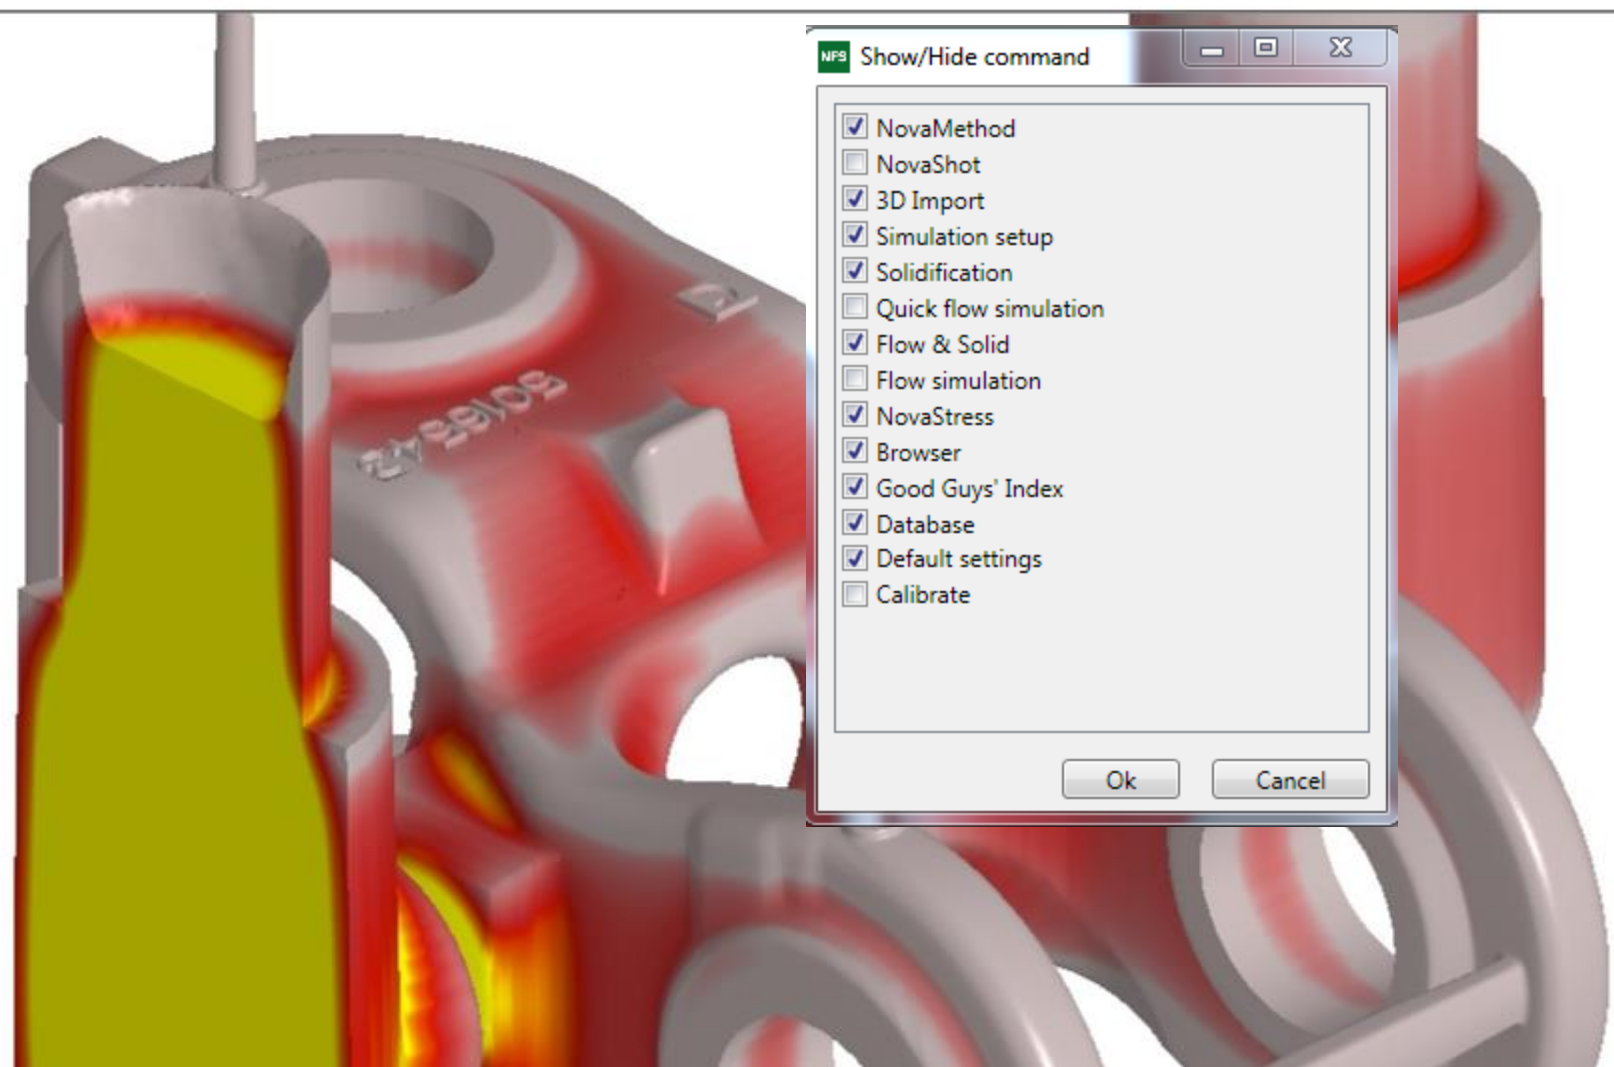 NFS Show/Hide command
NovaMethod
NovaShot
3D Import
Simulation setup
Solidification
Quick flow simulation
Flow & Solid
Flow simulation
NovaStress
Browser
Good Guys' Index
Database
Default settings
Calibrate
Ok
Cancel